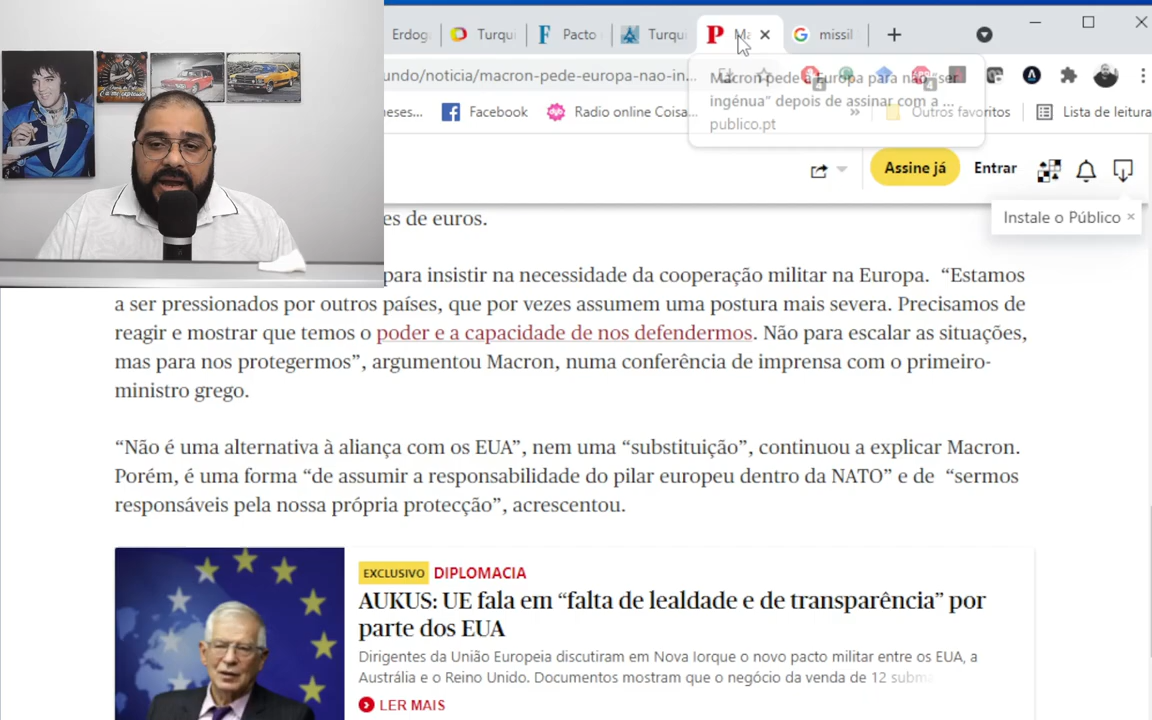 Erdog
Turqui
Pacto
Turqui
Ma
missil
undo/noticia/macron-pede-europa-nao-in...
Macron pede à Europa para não “ser
ingénua” depois de assinar com a ...
publico.pt
eses...
Facebook
Radio online Coisa...
»
Outros favoritos
Lista de leitura
Assine já
Entrar
Instale o Público
es de euros.
para insistir na necessidade da cooperação militar na Europa. “Estamos
a ser pressionados por outros países, que por vezes assumem uma postura mais severa. Precisamos de
reagir e mostrar que temos o poder e a capacidade de nos defendermos. Não para escalar as situações,
mas para nos protegermos”, argumentou Macron, numa conferência de imprensa com o primeiro-
ministro grego.
“Não é uma alternativa à aliança com os EUA”, nem uma “substituição”, continuou a explicar Macron.
Porém, é uma forma “de assumir a responsabilidade do pilar europeu dentro da NATO” e de “sermos
responsáveis pela nossa própria protecção”, acrescentou.
EXCLUSIVO DIPLOMACIA
AUKUS: UE fala em “falta de lealdade e de transparência” por
parte dos EUA
Dirigentes da União Europeia discutiram em Nova Iorque o novo pacto militar entre os EUA, a
Austrália e o Reino Unido. Documentos mostram que o negócio da venda de 12 subma
LER MAIS